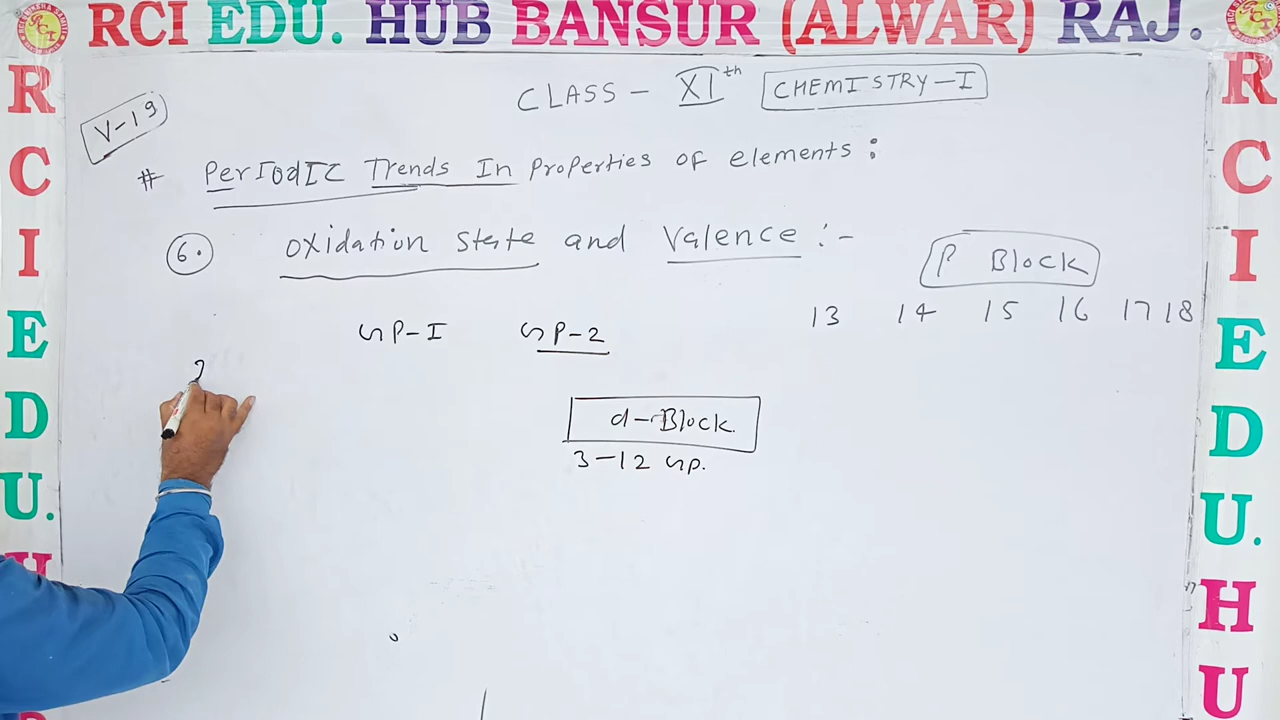 RCI EDU. HUB BANSUR (ALWAR) RAJ.
R
C
I
E
D
U.
H
R
C
I
E
D
U.
H
U
V-19
CLASS - XIth CHEMISTRY-I
# PerIodIC Trends In Properties of elements:
6. Oxidation State and Valence :-
P Block
13 14 15 16 17 18
GP-I GP-2
d-Block.
3-12 GP.